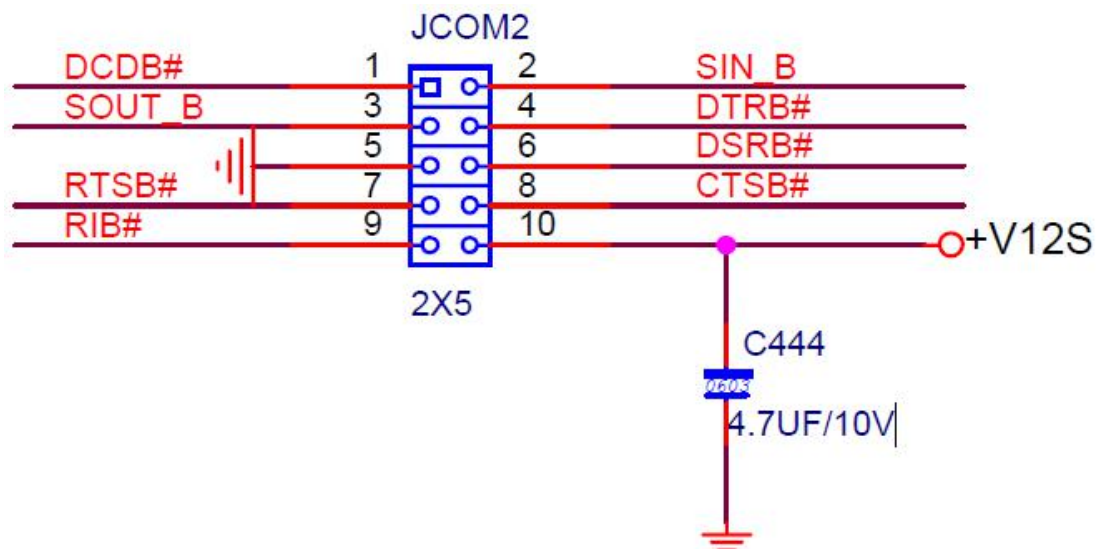 JCOM2
DCDB# 1 2 SIN_B
SOUT_B 3 4 DTRB#
5 6 DSRB#
RTSB# 7 8 CTSB#
RIB# 9 10 +V12S
2X5
C444
0603
4.7UF/10V